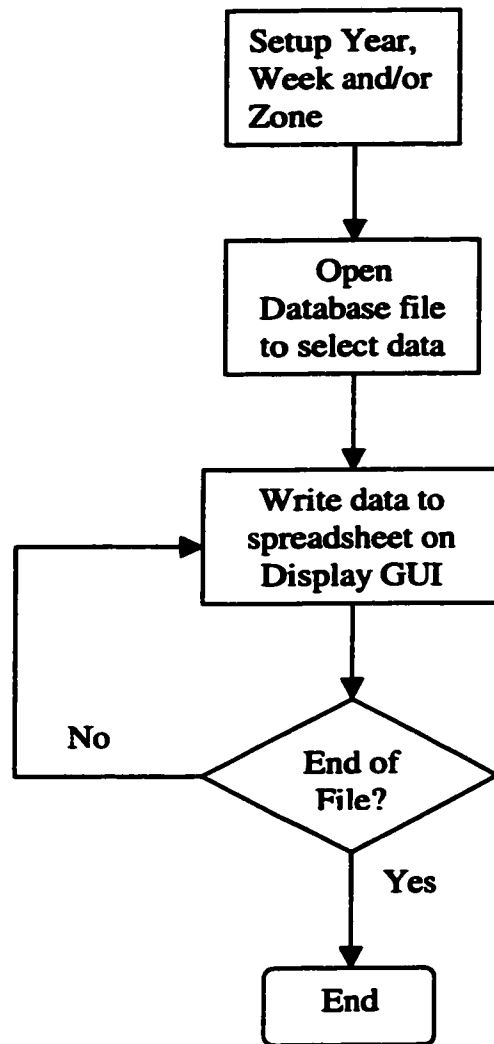 Setup Year,
Week and/or
Zone
Open
Database file
to select data
Write data to
spreadsheet on
Display GUI
No
End of
File?
Yes
End